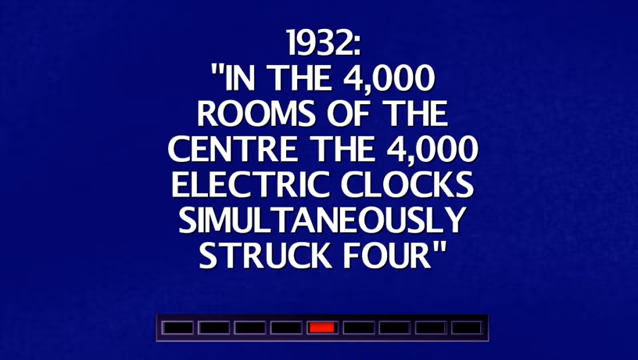 1932:
"IN THE 4,000
ROOMS OF THE
CENTRE THE 4,000
ELECTRIC CLOCKS
SIMULTANEOUSLY
STRUCK FOUR"